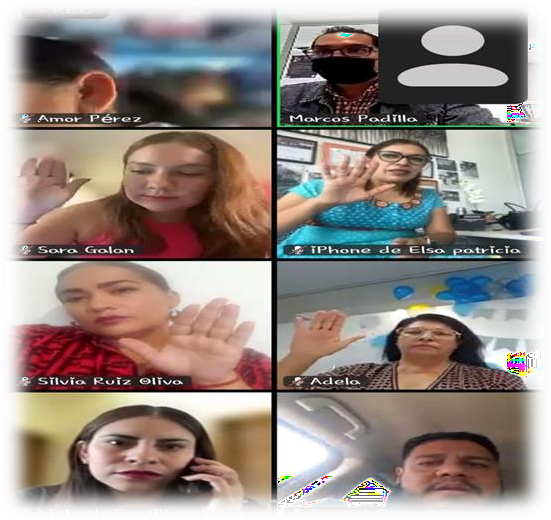 Amor Pérez
Marcos Padilla
Sara Galan
iPhone de Elsa patricia
Silvia Ruiz Oliva
Adela